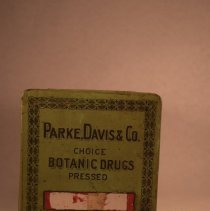 PARKE, DAVIS & CO.
CHOICE
BOTANIC DRUGS
PRESSED